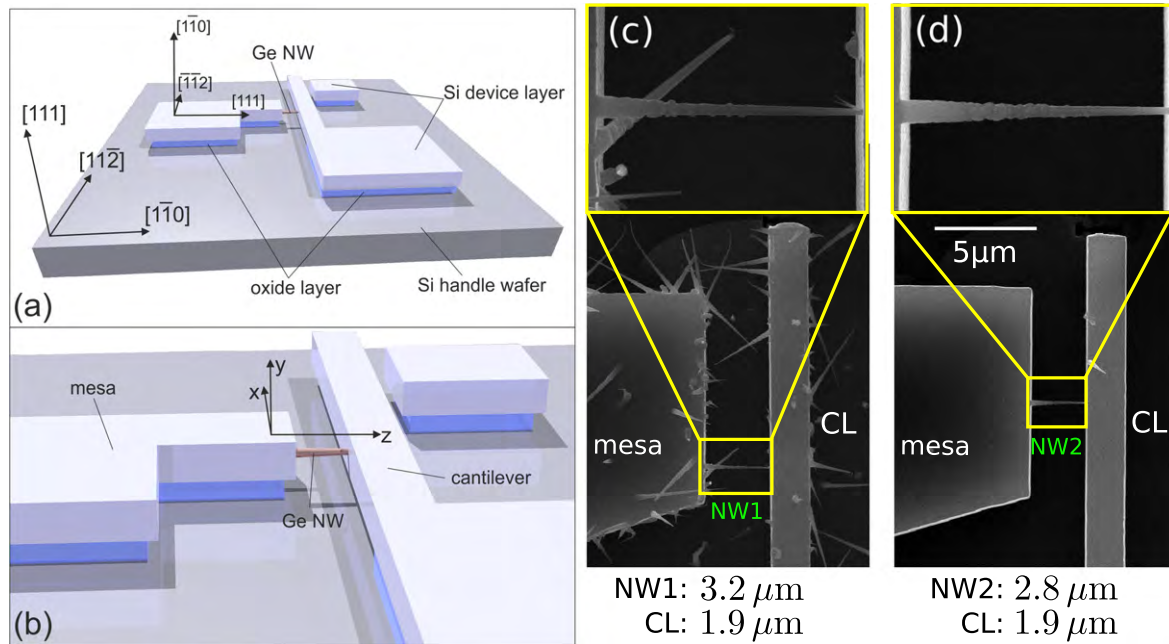 [11̄0]
Ge NW
[1̄1̄2]
[111]
Si device layer
[111]
[112̄]
[11̄0]
oxide layer
Si handle wafer
(a)
mesa
y
x
z
cantilever
Ge NW
(b)
(c)
mesa
CL
NW1
NW1: 3.2 μm
CL: 1.9 μm
(d)
5μm
mesa
CL
NW2
NW2: 2.8 μm
CL: 1.9 μm